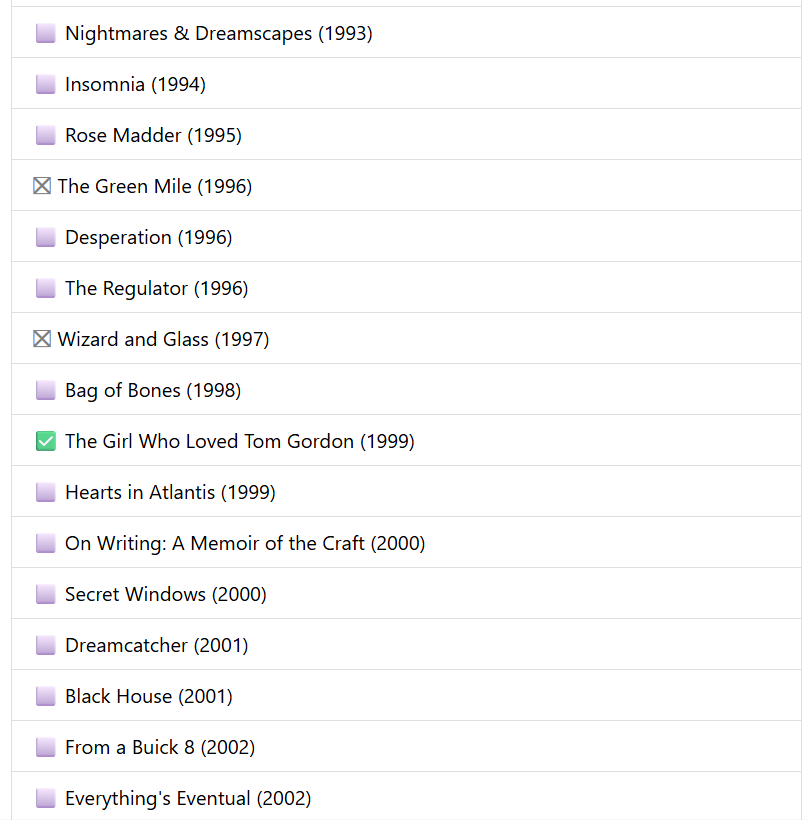 Nightmares & Dreamscapes (1993)
Insomnia (1994)
Rose Madder (1995)
The Green Mile (1996)
Desperation (1996)
The Regulator (1996)
Wizard and Glass (1997)
Bag of Bones (1998)
The Girl Who Loved Tom Gordon (1999)
Hearts in Atlantis (1999)
On Writing: A Memoir of the Craft (2000)
Secret Windows (2000)
Dreamcatcher (2001)
Black House (2001)
From a Buick 8 (2002)
Everything's Eventual (2002)